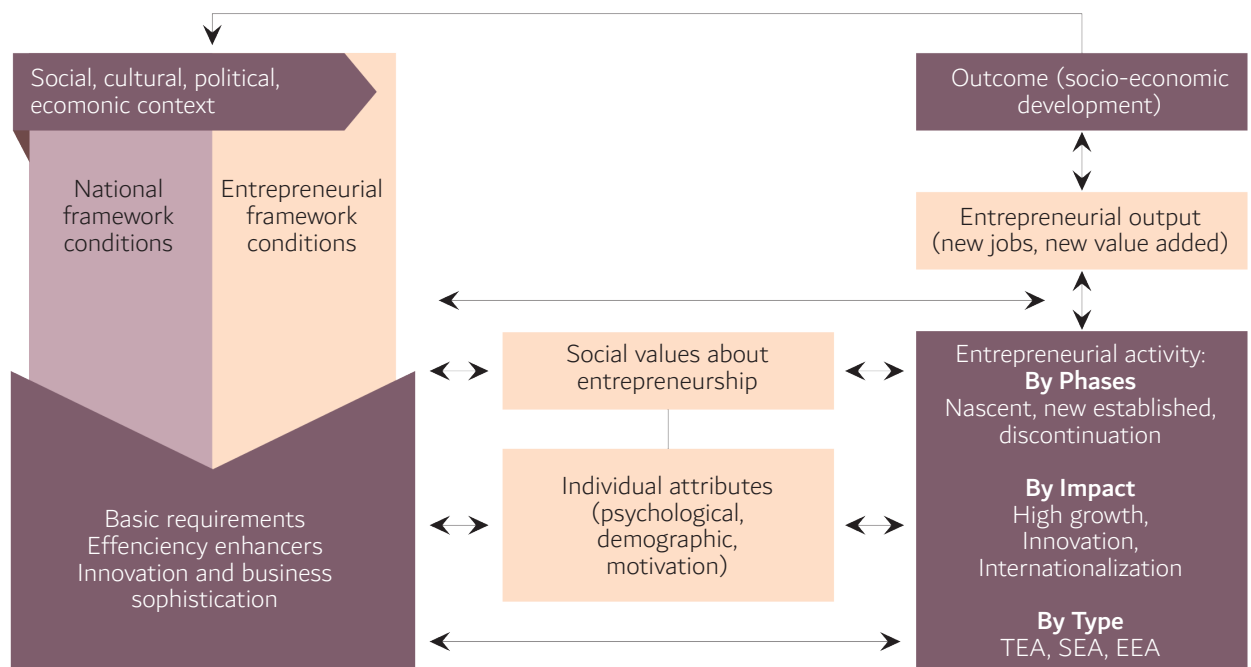 Social, cultural, political,
ecomonic context
National
framework
conditions
Entrepreneurial
framework
conditions
Basic requirements
Effenciency enhancers
Innovation and business
sophistication
Social values about
entrepreneurship
Individual attributes
(psychological,
demographic,
motivation)
Outcome (socio-economic
development)
Entrepreneurial output
(new jobs, new value added)
Entrepreneurial activity:
By Phases
Nascent, new established,
discontinuation
By Impact
High growth,
Innovation,
Internationalization
By Type
TEA, SEA, EEA